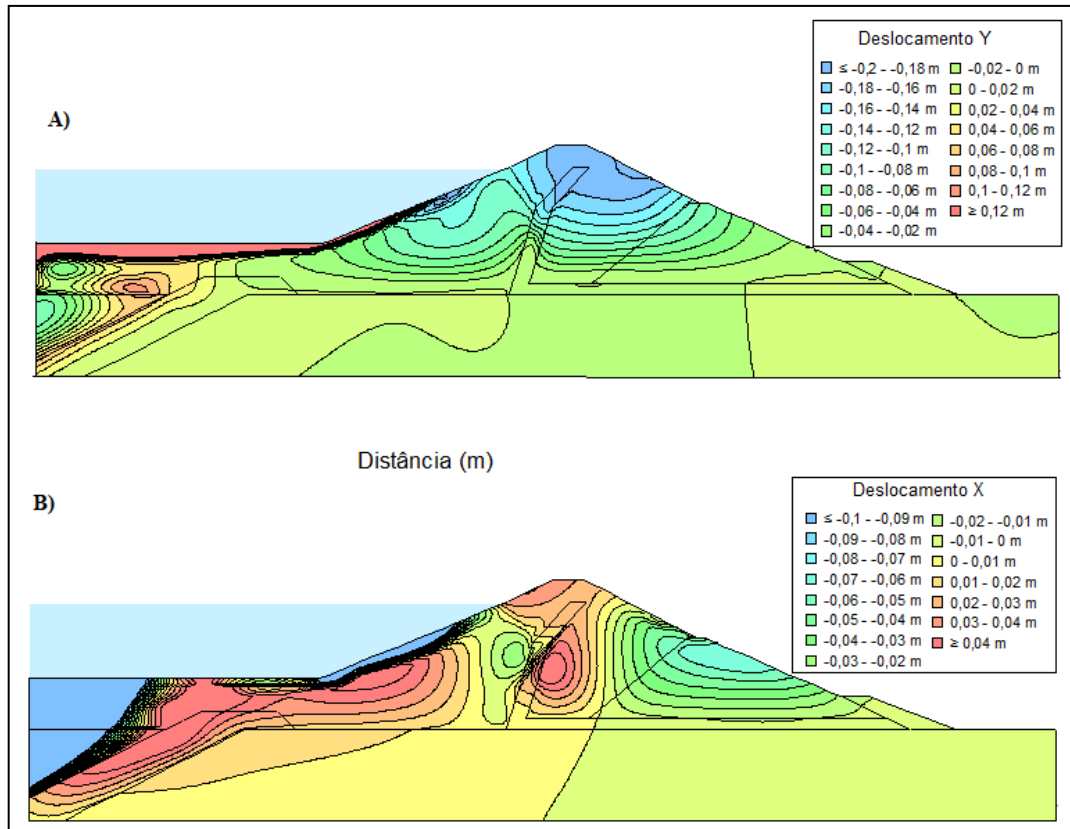 A)
Deslocamento Y
≤ -0,2 - -0,18 m
-0,18 - -0,16 m
-0,16 - -0,14 m
-0,14 - -0,12 m
-0,12 - -0,1 m
-0,1 - -0,08 m
-0,08 - -0,06 m
-0,06 - -0,04 m
-0,04 - -0,02 m
-0,02 - 0 m
0 - 0,02 m
0,02 - 0,04 m
0,04 - 0,06 m
0,06 - 0,08 m
0,08 - 0,1 m
0,1 - 0,12 m
≥ 0,12 m
Distância (m)
B)
Deslocamento X
≤ -0,1 - -0,09 m
-0,09 - -0,08 m
-0,08 - -0,07 m
-0,07 - -0,06 m
-0,06 - -0,05 m
-0,05 - -0,04 m
-0,04 - -0,03 m
-0,03 - -0,02 m
-0,02 - -0,01 m
-0,01 - 0 m
0 - 0,01 m
0,01 - 0,02 m
0,02 - 0,03 m
0,03 - 0,04 m
≥ 0,04 m